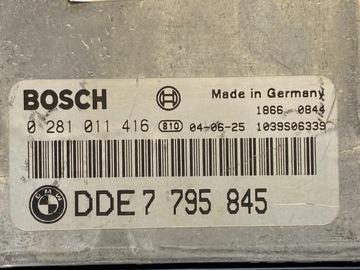 BOSCH
Made in Germany
1866 0844
0 281 011 416 810 04-06-25 1039S06339
BMW DDE 7 795 845